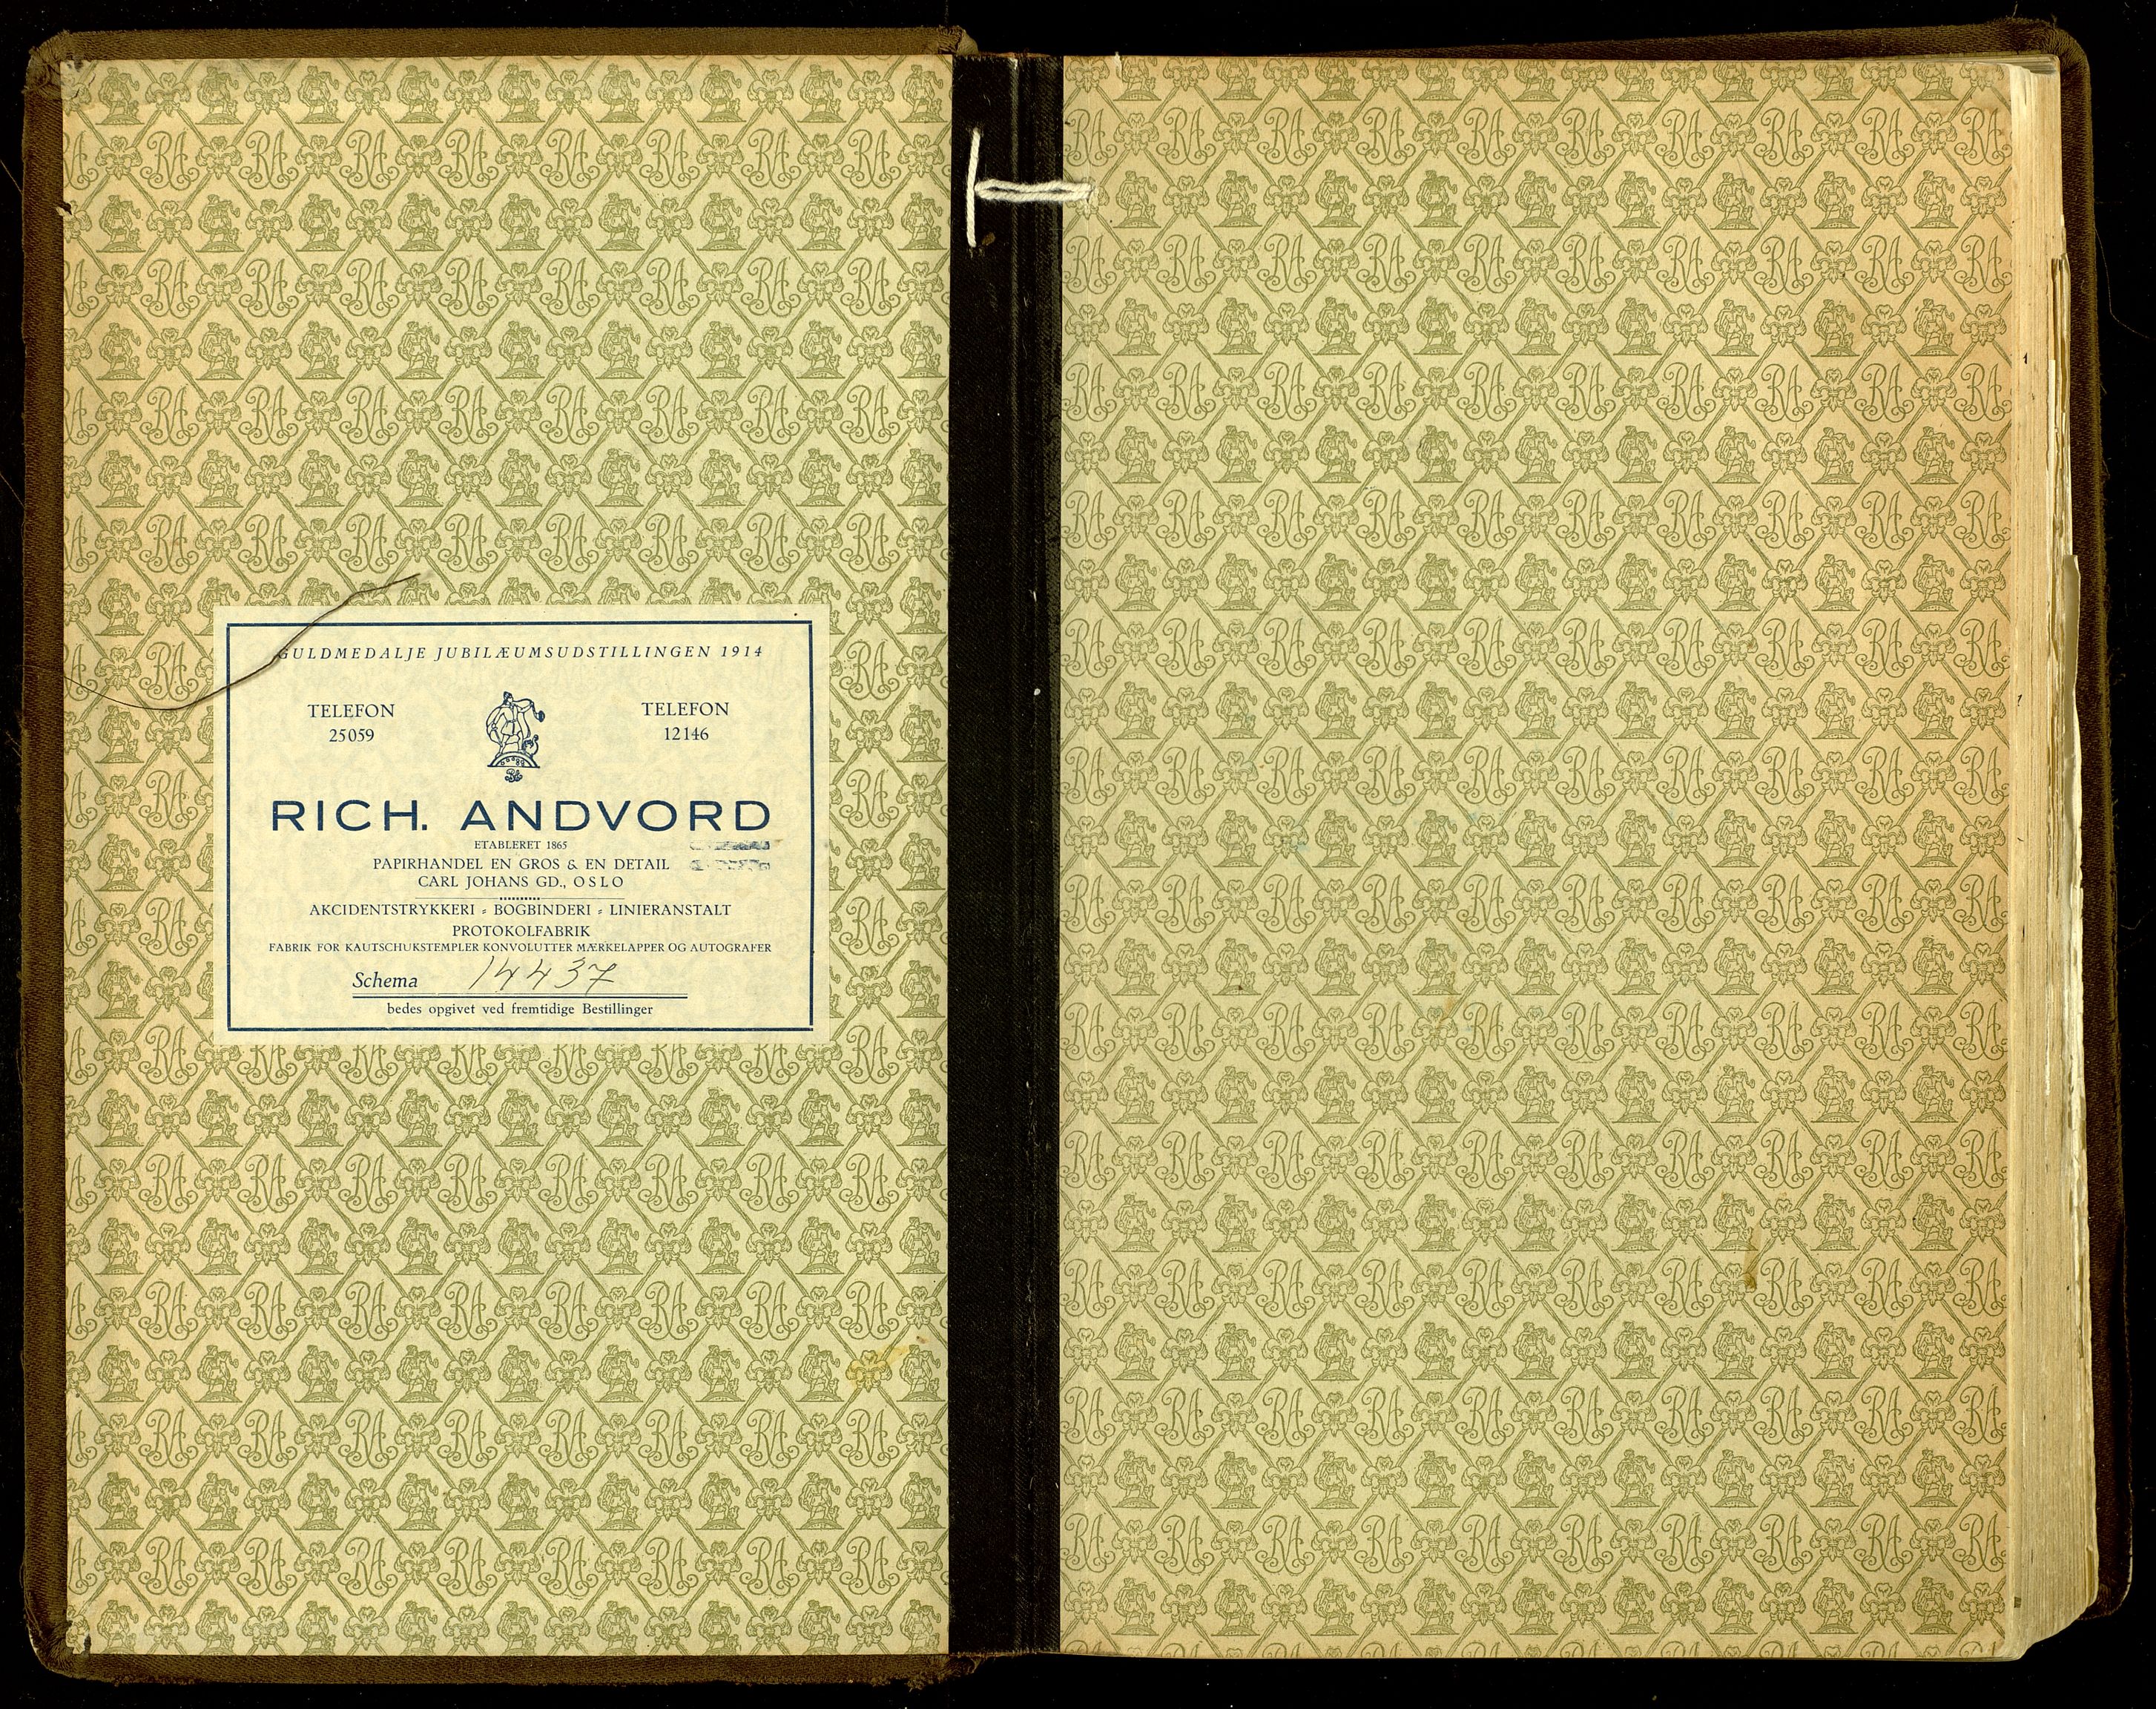 GULDMEDALJE JUBILÆUMSUDSTILLINGEN 1914
TELEFON
25059
TELEFON
12146
RICH. ANDVORD
ETABLERET 1865
PAPIRHANDEL EN GROS & EN DETAIL
CARL JOHANS GD., OSLO
AKCIDENTSTRYKKERI - BOGBINDERI - LINIERANSTALT
PROTOKOLFABRIK
FABRIK FOR KAUTSCHUKSTEMPLER KONVOLUTTER MÆRKELAPPER OG AUTOGRAFER
Schema 14437
bedes opgivet ved fremtidige Bestillinger